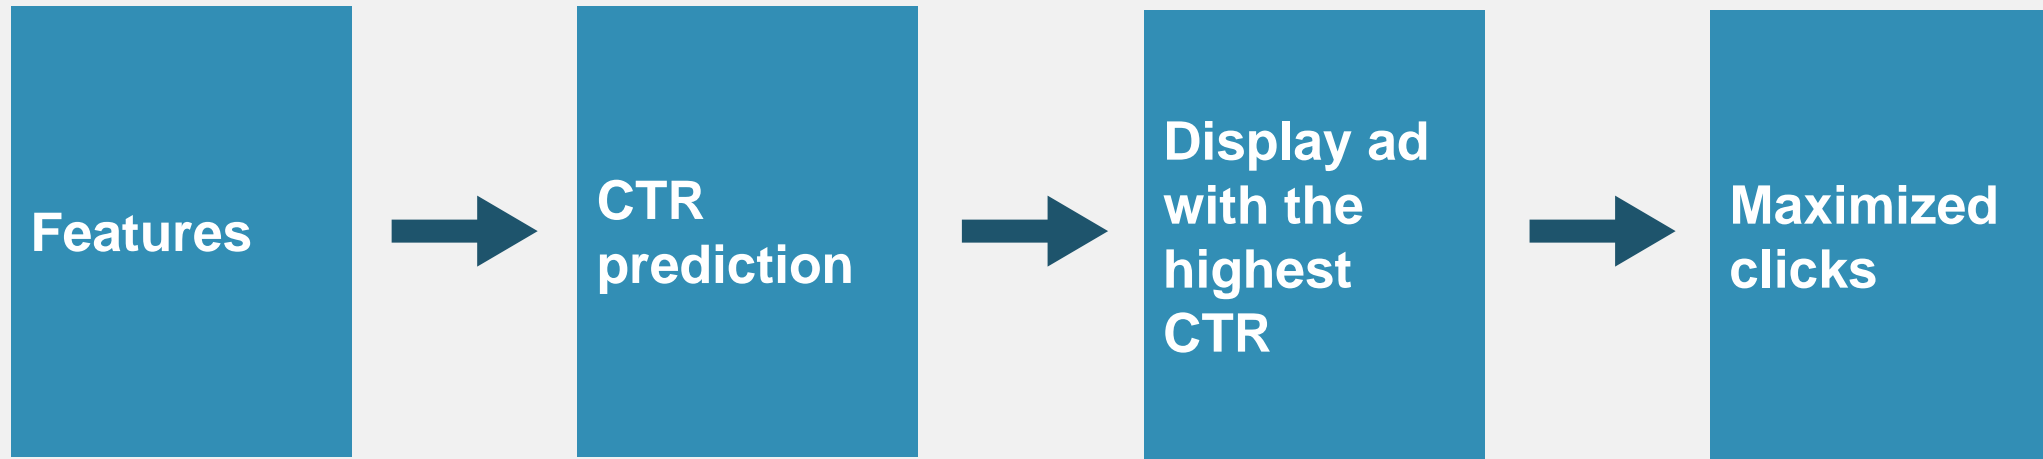 Features
CTR
prediction
Display ad
with the
highest
CTR
Maximized
clicks